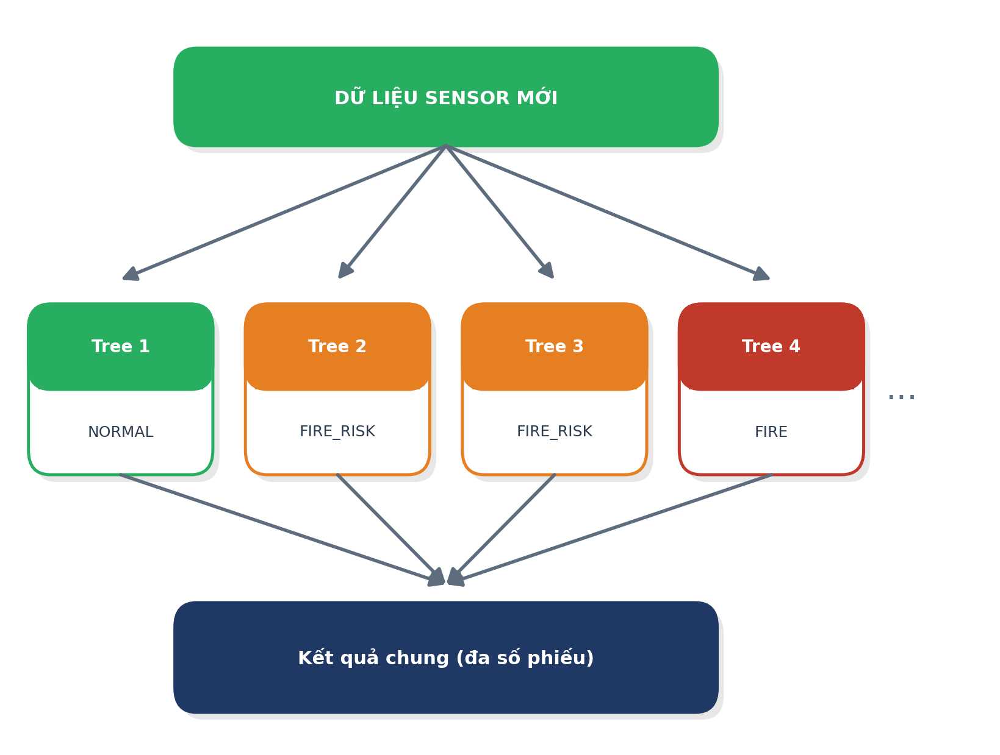 DỮ LIỆU SENSOR MỚI
Tree 1
Tree 2
Tree 3
Tree 4
...
NORMAL
FIRE_RISK
FIRE_RISK
FIRE
Kết quả chung (đa số phiếu)